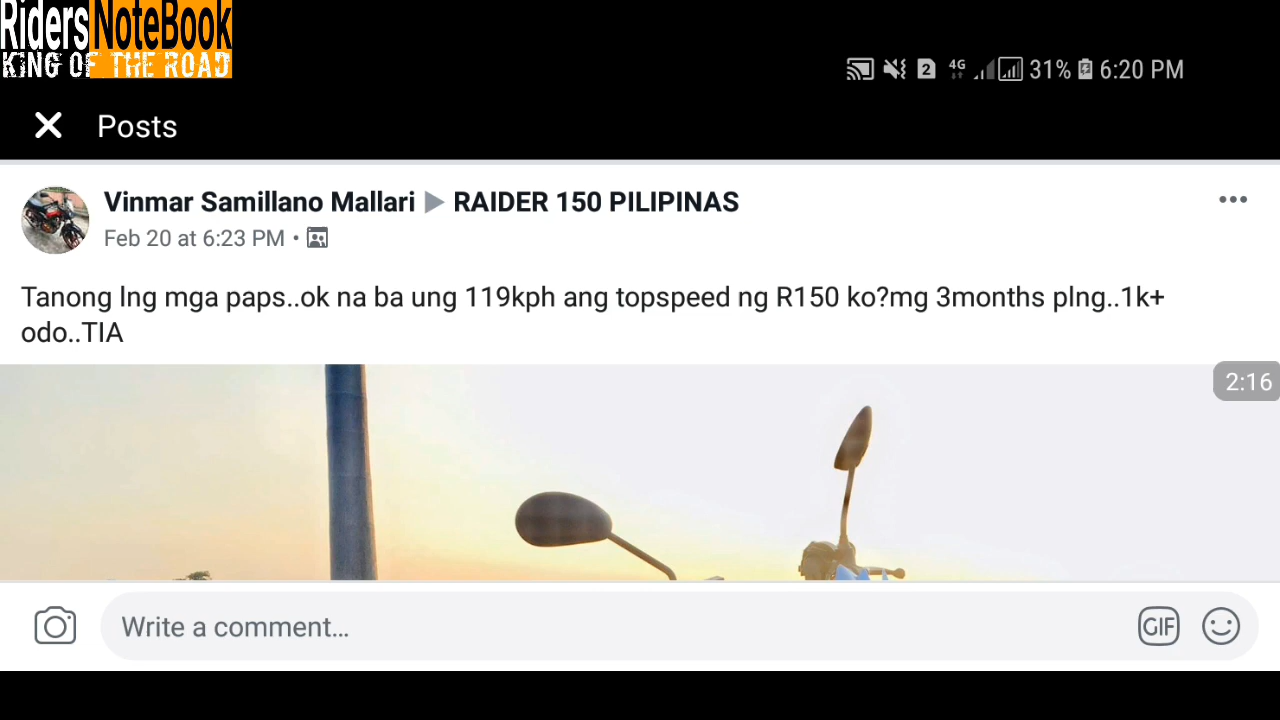 RidersNoteBook
KING OF THE ROAD
2 4G 31% 6:20 PM
Posts
Vinmar Samillano Mallari ▶ RAIDER 150 PILIPINAS
Feb 20 at 6:23 PM •
Tanong lng mga paps..ok na ba ung 119kph ang topspeed ng R150 ko?mg 3months plng..1k+
odo..TIA
2:16
Write a comment...
GIF